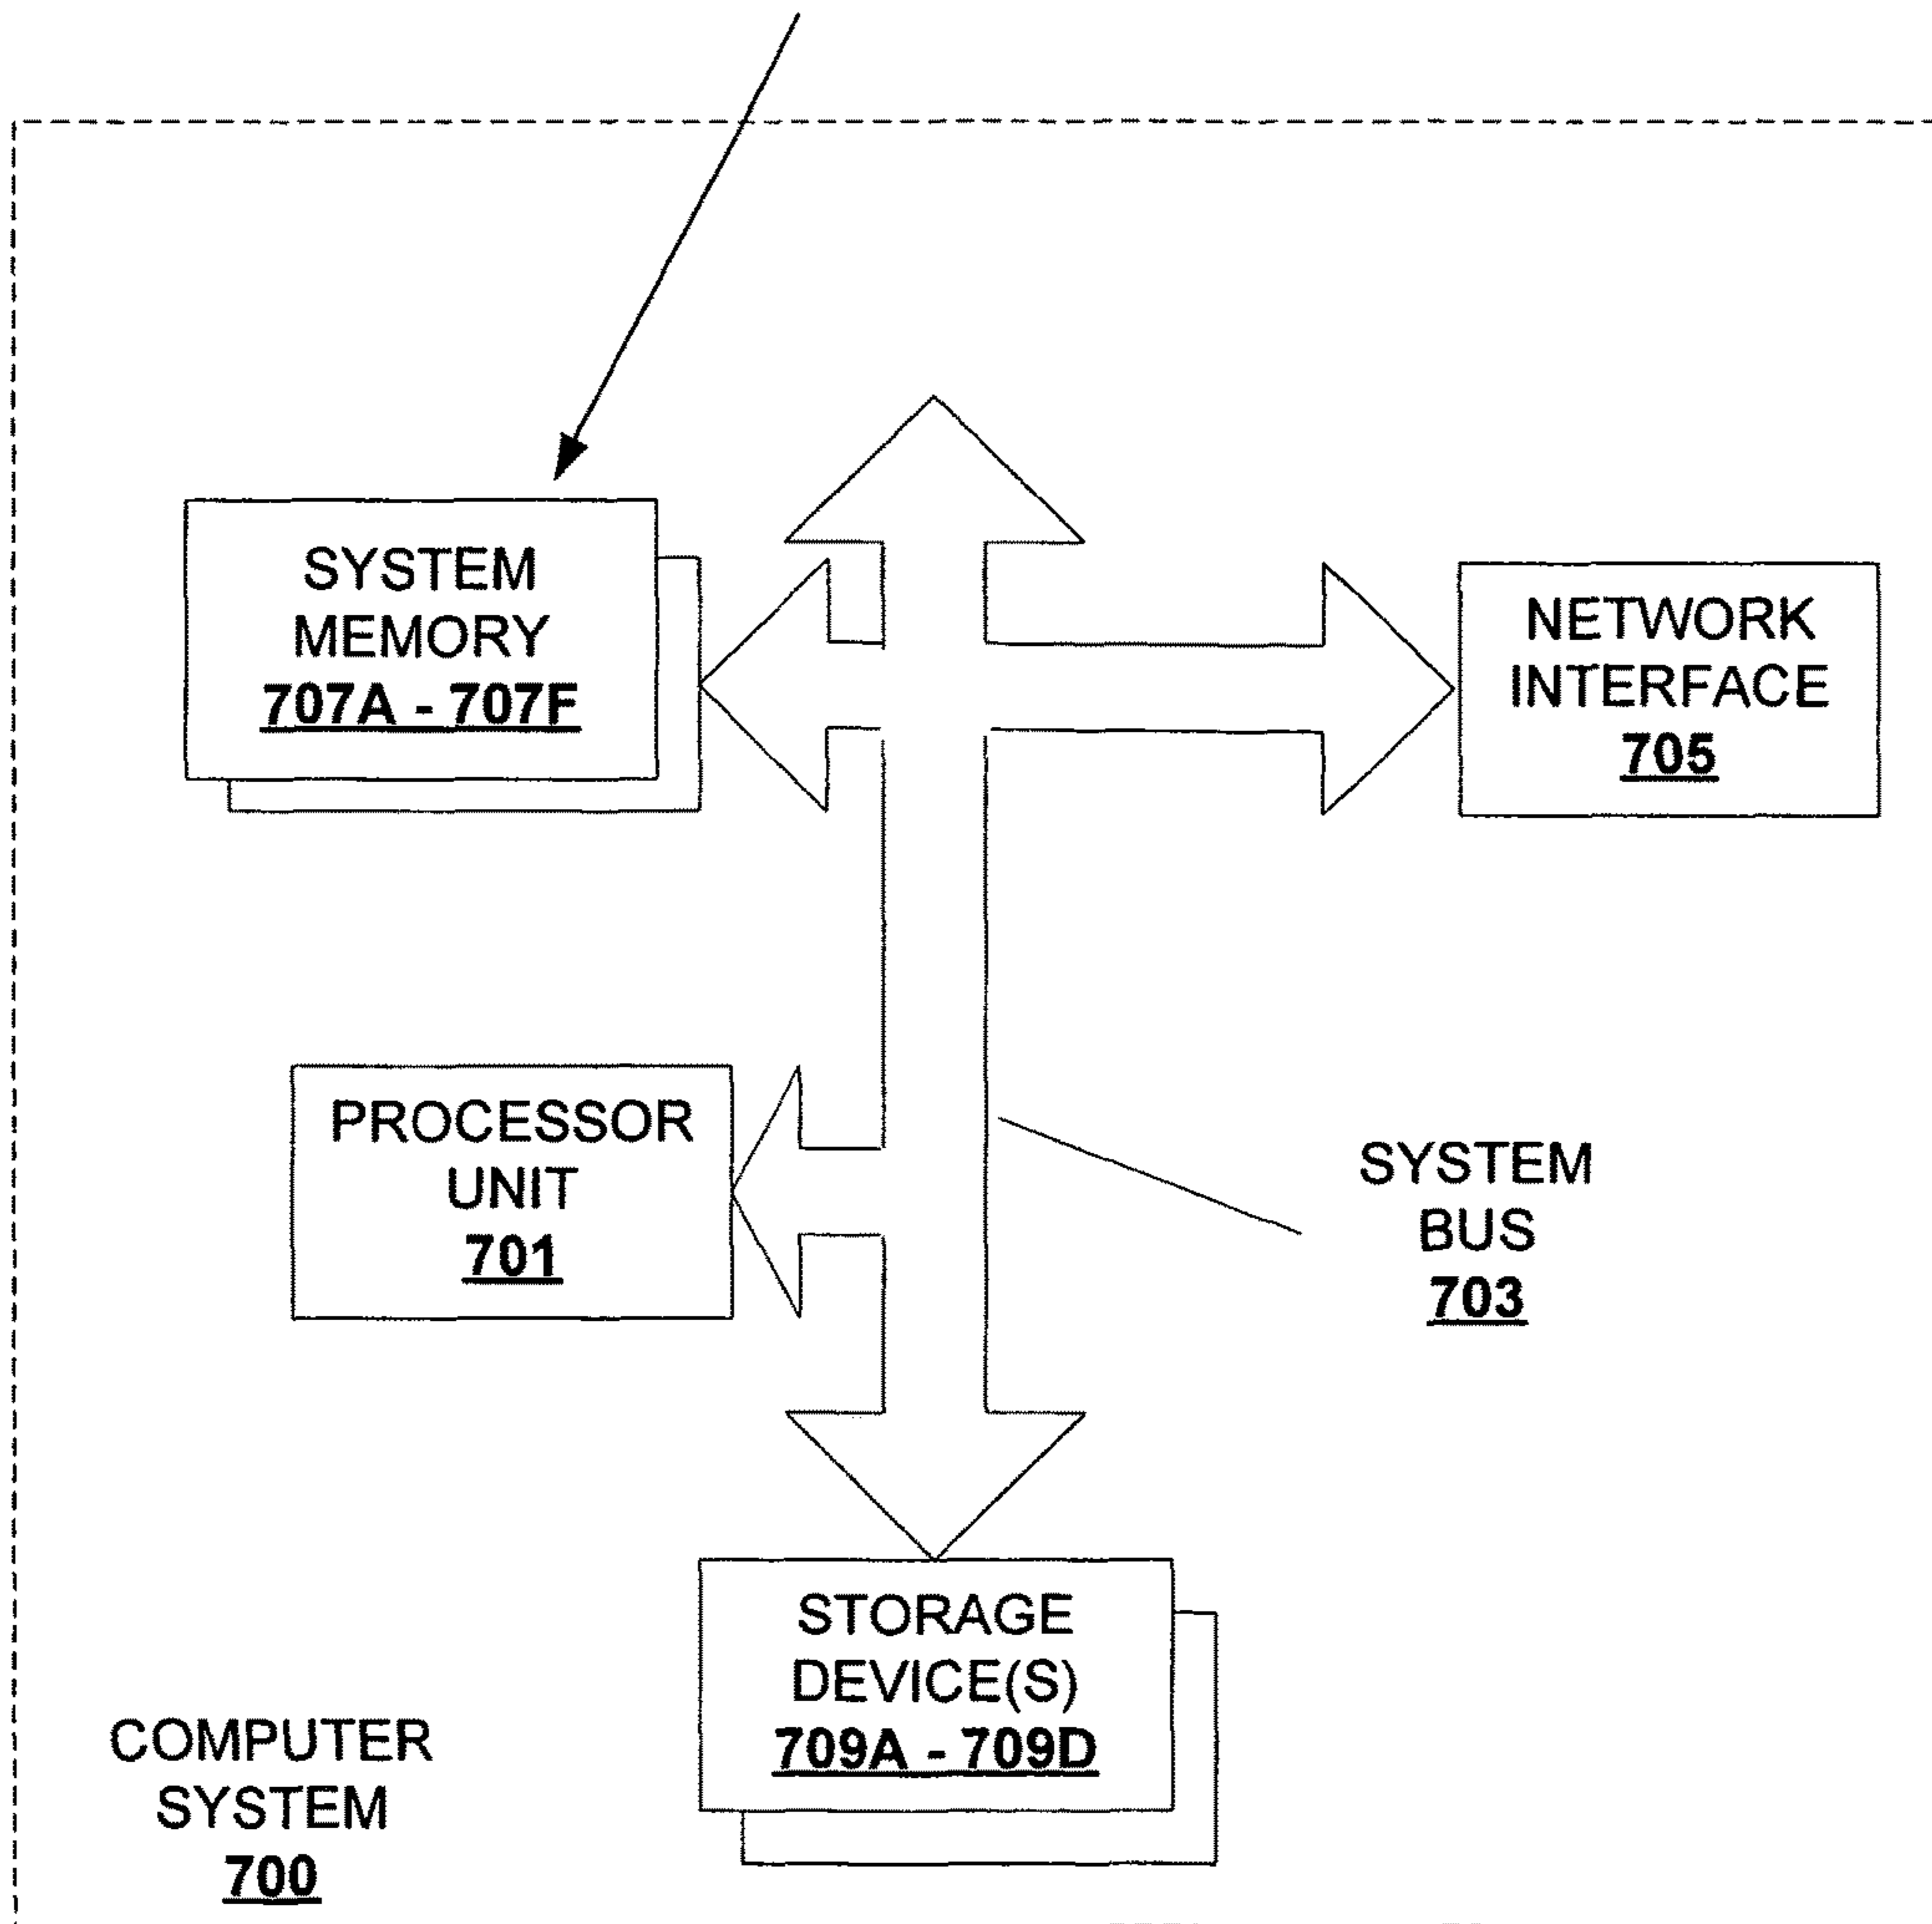 SYSTEM
MEMORY
707A - 707F
NETWORK
INTERFACE
705
PROCESSOR
UNIT
701
SYSTEM
BUS
703
STORAGE
DEVICE(S)
709A - 709D
COMPUTER
SYSTEM
700